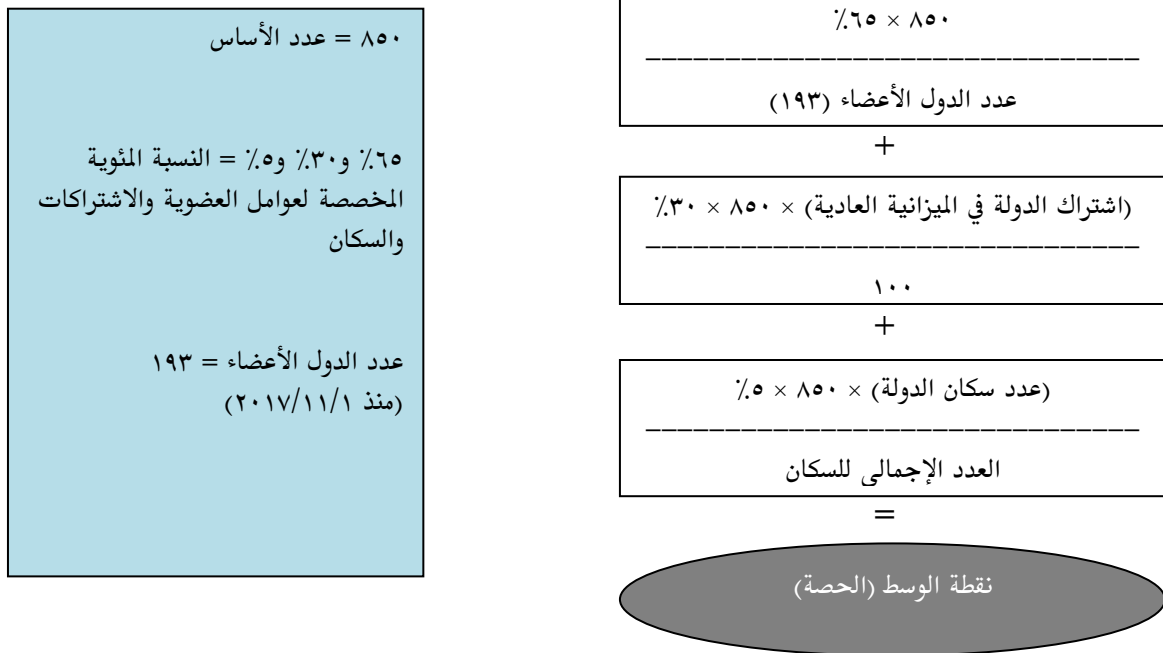 ٨٥٠ × ٦٥٪
عدد الدول الأعضاء (١٩٣)
+
(اشتراك الدولة في الميزانية العادية) × ٨٥٠ × ٣٠٪
١٠٠
+
(عدد سكان الدولة) × ٨٥٠ × ٥٪
العدد الإجمالي للسكان
=
نقطة الوسط (الحصة)
٨٥٠ = عدد الأساس
٦٥٪ و٣٠٪ و٥٪ = النسبة المئوية
المخصصة لعوامل العضوية والاشتراكات
والسكان
عدد الدول الأعضاء = ١٩٣
(منذ ٢٠١٧/١١/١)